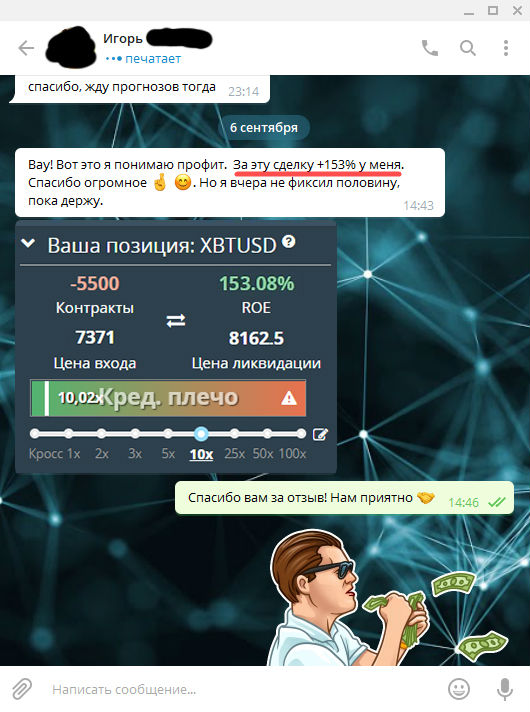 Игорь
печатает
спасибо, жду прогнозов тогда
23:14
6 сентября
Вау! Вот это я понимаю профит. За эту сделку +153% у меня.
Спасибо огромное 🤞 😊. Но я вчера не фиксил половину,
пока держу.
14:43
Ваша позиция: XBTUSD ?
-5500 153.08%
Контракты ROE
7371 8162.5
Цена входа Цена ликвидации
10,02x Кред. плечо
Кросс 1x 2x 3x 5x 10x 25x 50x 100x
Спасибо вам за отзыв! Нам приятно 🤝
14:46
Написать сообщение...